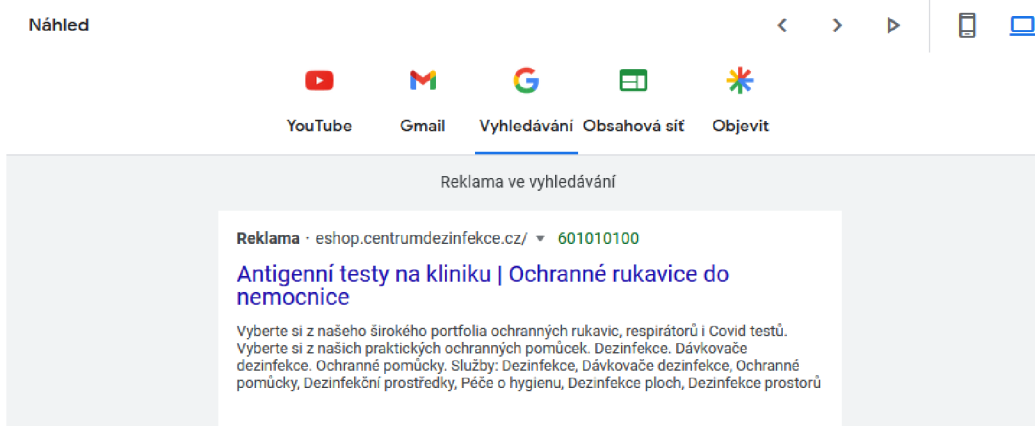 Náhled
YouTube Gmail Vyhledávání Obsahová síť Objevit
Reklama ve vyhledávání
Reklama · eshop.centrumdezinfekce.cz/ 601010100
Antigenní testy na kliniku | Ochranné rukavice do
nemocnice
Vyberte si z našeho širokého portfolia ochranných rukavic, respirátorů i Covid testů.
Vyberte si z našich praktických ochranných pomůcek. Dezinfekce. Dávkovače
dezinfekce. Ochranné pomůcky. Služby: Dezinfekce, Dávkovače dezinfekce, Ochranné
pomůcky, Dezinfekční prostředky, Péče o hygienu, Dezinfekce ploch, Dezinfekce prostorů